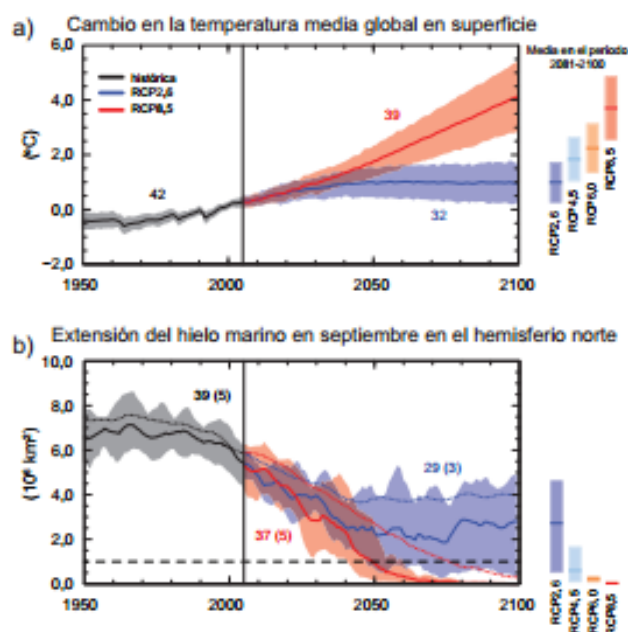 a) Cambio en la temperatura media global en superficie
6,0
4,0
2,0
0,0
−2,0
(ºC)
histórica
RCP2,6
RCP8,5
42
39
32
1950
2000
2050
2100
Media en el periodo
2081-2100
RCP2,6
RCP4,5
RCP6,0
RCP8,5
b) Extensión del hielo marino en septiembre en el hemisferio norte
10,0
8,0
6,0
4,0
2,0
0,0
(10⁶ km²)
39 (5)
29 (3)
37 (5)
1950
2000
2050
2100
RCP2,6
RCP4,5
RCP6,0
RCP8,5